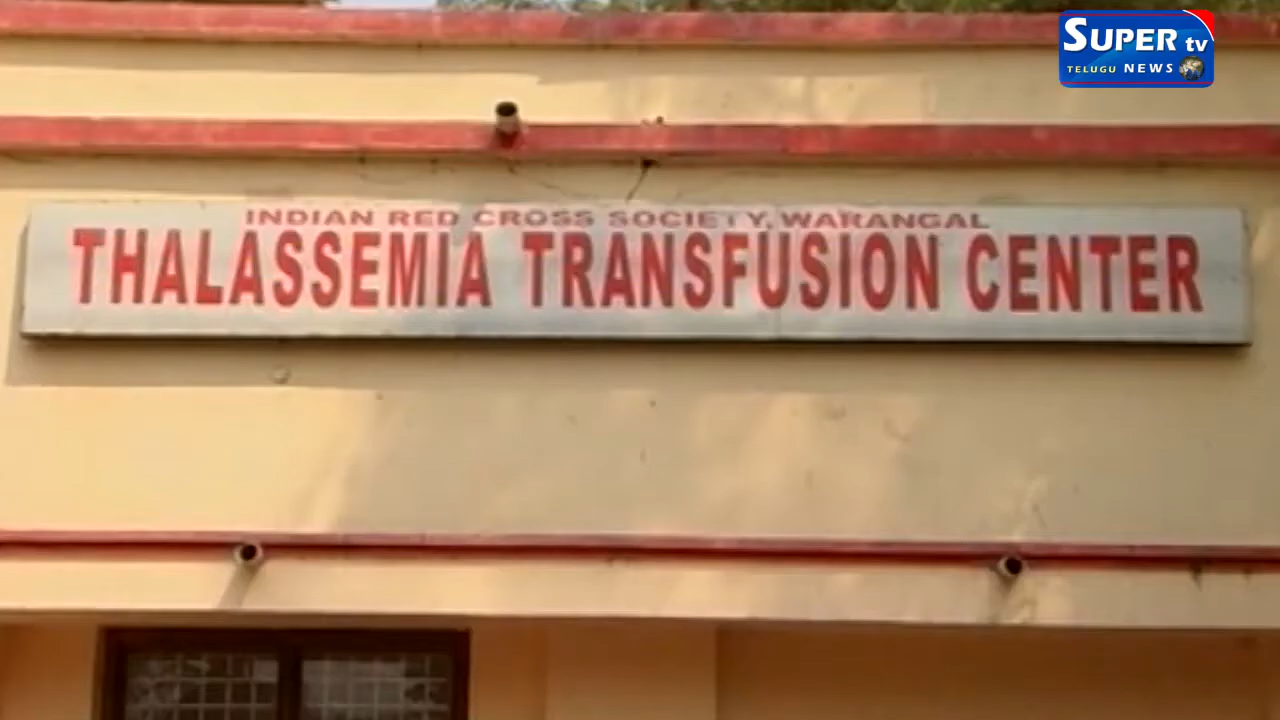 SUPER tv
TELUGU NEWS
INDIAN RED CROSS SOCIETY, WARANGAL
THALASSEMIA TRANSFUSION CENTER